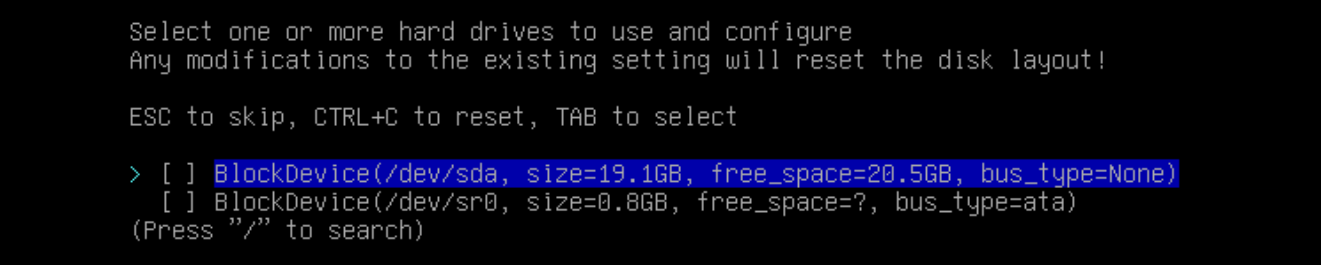 Select one or more hard drives to use and configure
Any modifications to the existing setting will reset the disk layout!
ESC to skip, CTRL+C to reset, TAB to select
> [ ] BlockDevice(/dev/sda, size=19.1GB, free_space=20.5GB, bus_type=None)
[ ] BlockDevice(/dev/sr0, size=0.8GB, free_space=?, bus_type=ata)
(Press ”/” to search)